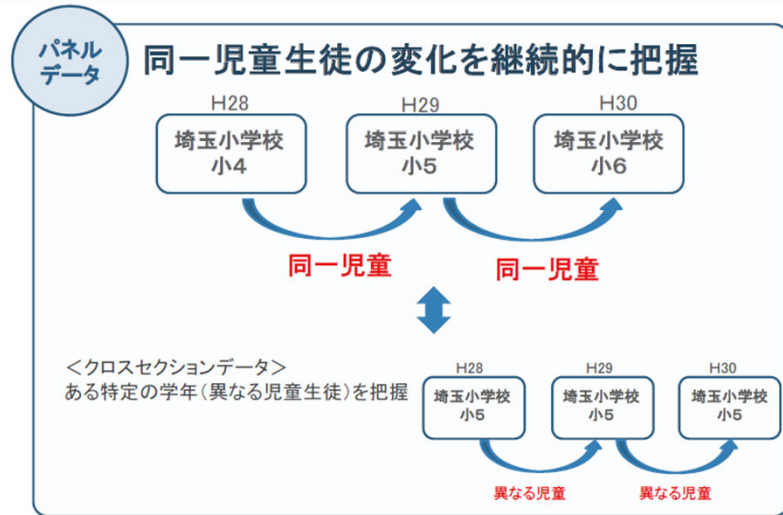 パネル
データ
同一児童生徒の変化を継続的に把握
H28
H29
H30
埼玉小学校
小4
埼玉小学校
小5
埼玉小学校
小6
同一児童
同一児童
＜クロスセクションデータ＞
ある特定の学年(異なる児童生徒)を把握
H28
H29
H30
埼玉小学校
小5
埼玉小学校
小5
埼玉小学校
小5
異なる児童
異なる児童